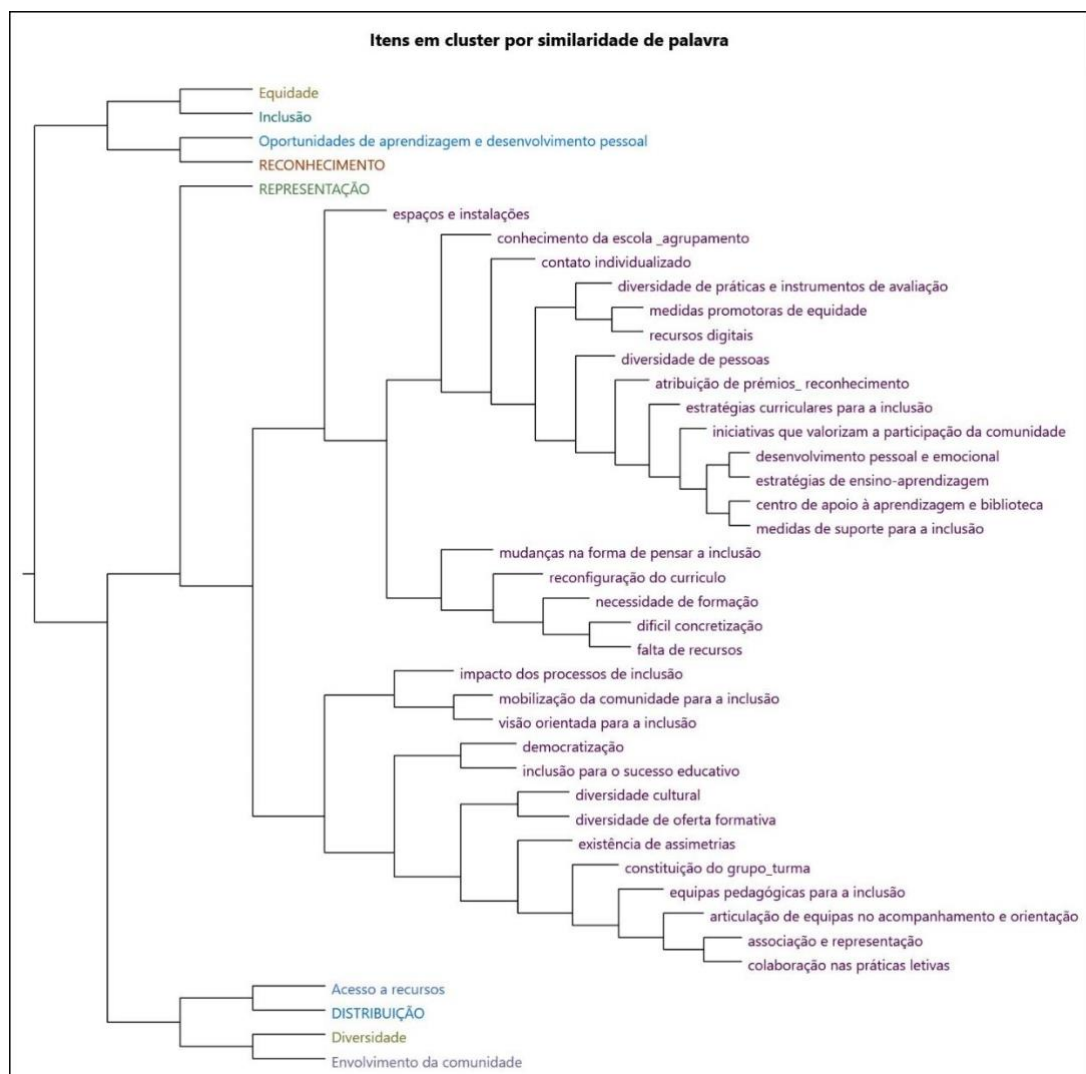 Itens em cluster por similaridade de palavra
Equidade
Inclusão
Oportunidades de aprendizagem e desenvolvimento pessoal
RECONHECIMENTO
REPRESENTAÇÃO
espaços e instalações
conhecimento da escola _agrupamento
contato individualizado
diversidade de práticas e instrumentos de avaliação
medidas promotoras de equidade
recursos digitais
diversidade de pessoas
atribuição de prémios_ reconhecimento
estratégias curriculares para a inclusão
iniciativas que valorizam a participação da comunidade
desenvolvimento pessoal e emocional
estratégias de ensino-aprendizagem
centro de apoio à aprendizagem e biblioteca
medidas de suporte para a inclusão
mudanças na forma de pensar a inclusão
reconfiguração do curriculo
necessidade de formação
dificil concretização
falta de recursos
impacto dos processos de inclusão
mobilização da comunidade para a inclusão
visão orientada para a inclusão
democratização
inclusão para o sucesso educativo
diversidade cultural
diversidade de oferta formativa
existência de assimetrias
constituição do grupo_turma
equipas pedagógicas para a inclusão
articulação de equipas no acompanhamento e orientação
associação e representação
colaboração nas práticas letivas
Acesso a recursos
DISTRIBUIÇÃO
Diversidade
Envolvimento da comunidade